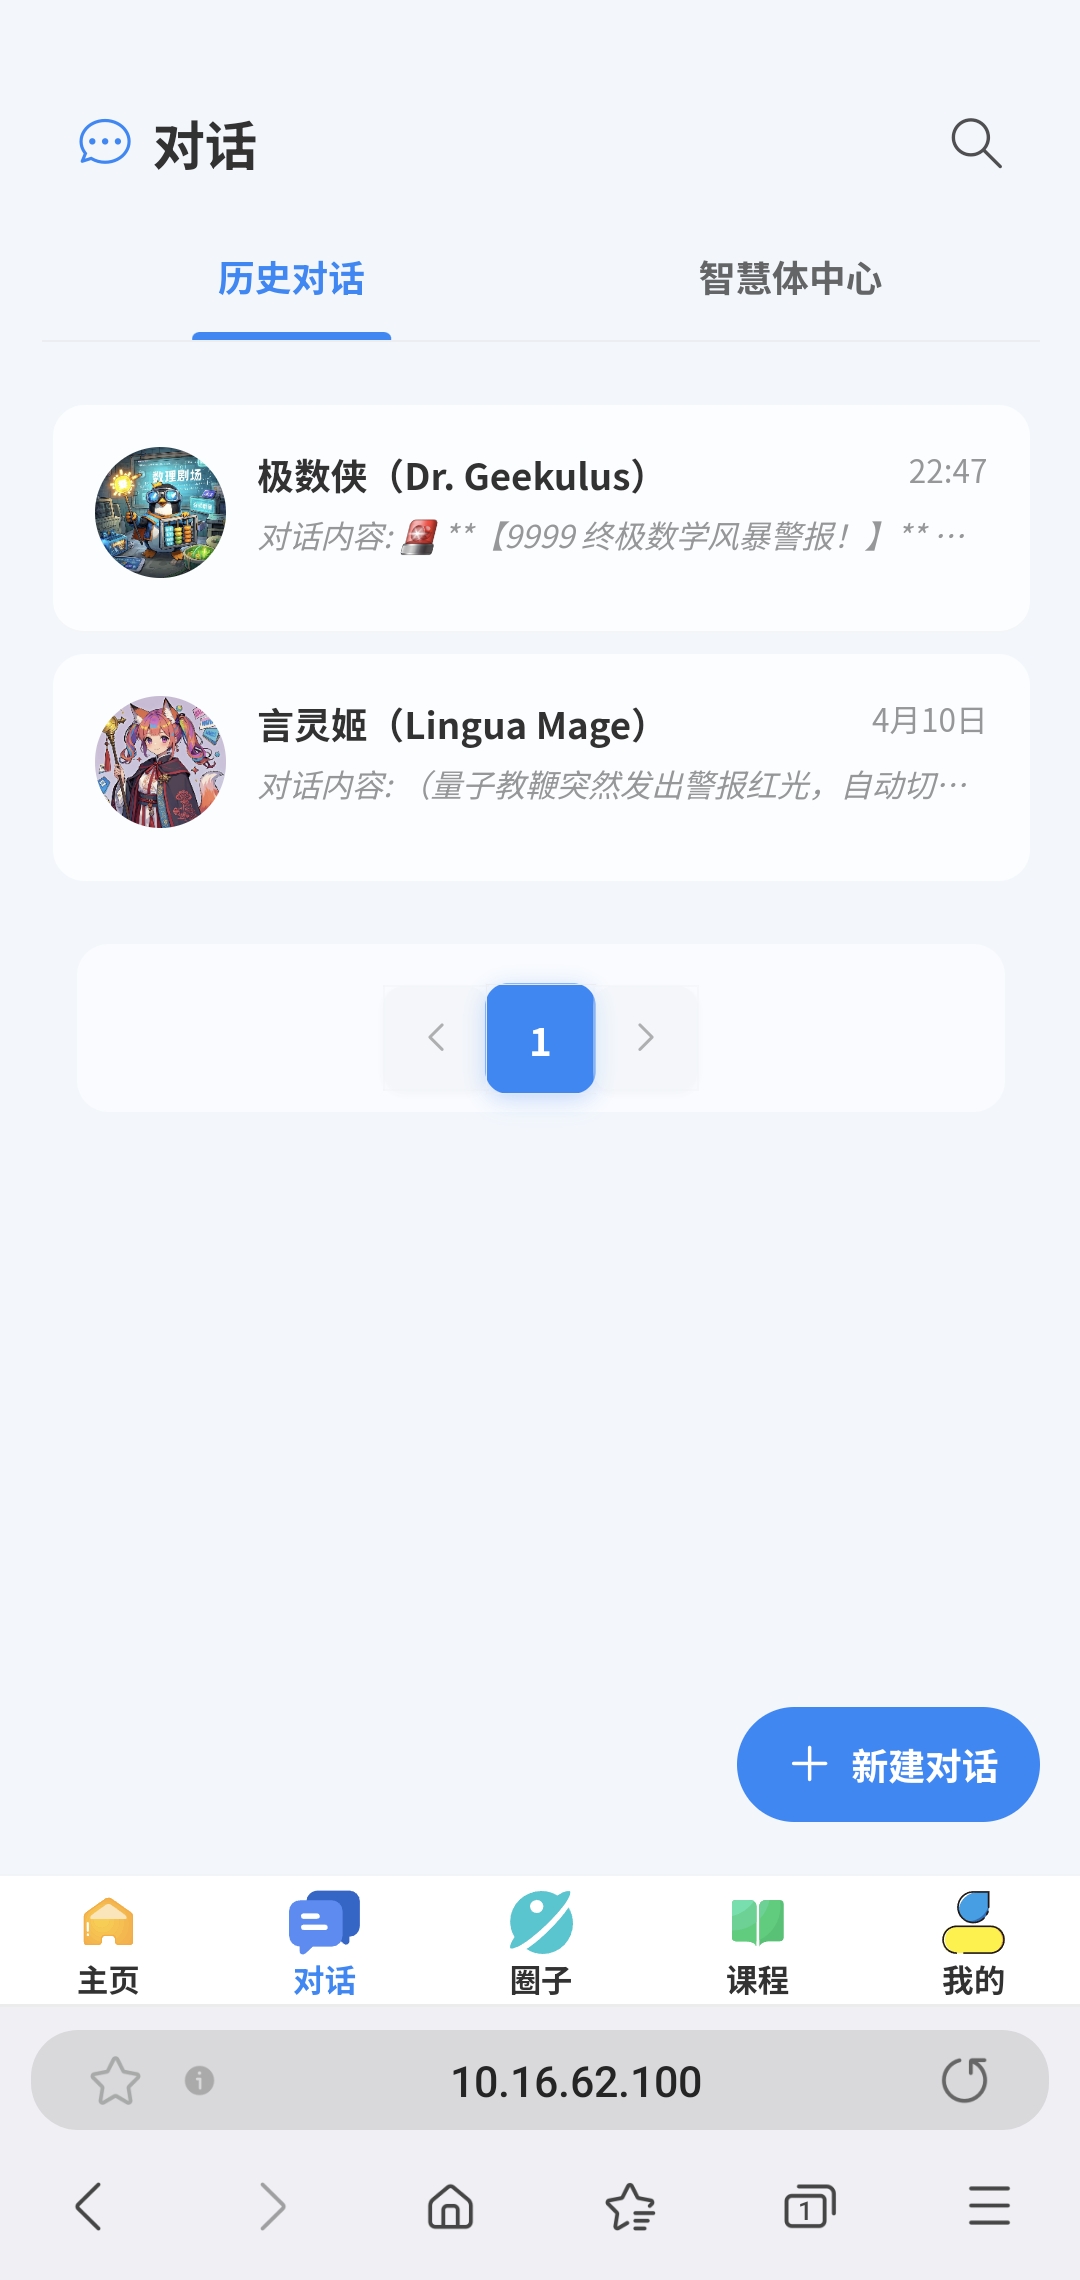 对话
历史对话
智慧体中心
数理剧场
极数侠（Dr. Geekulus）
22:47
对话内容: 🚨 **【9999 终极数学风暴警报！】** …
言灵姬（Lingua Mage）
4月10日
对话内容: （量子教鞭突然发出警报红光，自动切…
1
新建对话
主页
对话
圈子
课程
我的
10.16.62.100
1